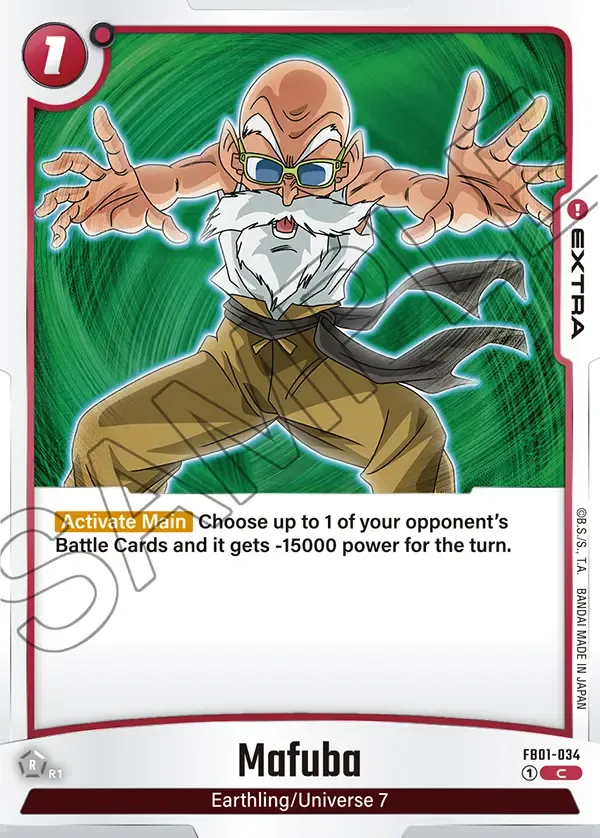 1
EXTRA
SAMPLE
Activate Main Choose up to 1 of your opponent's
Battle Cards and it gets -15000 power for the turn.
©B.S./S., T.A. BANDAI MADE IN JAPAN
R R1
Mafuba
FB01-034
1 C
Earthling/Universe 7